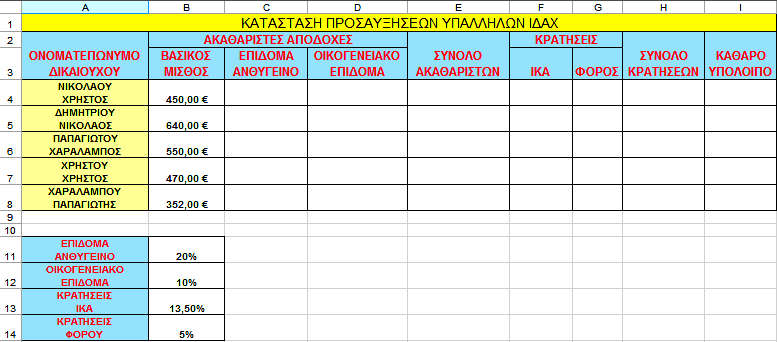 A B C D E F G H I
1 ΚΑΤΑΣΤΑΣΗ ΠΡΟΣΑΥΞΗΣΕΩΝ ΥΠΑΛΛΗΛΩΝ ΙΔΑΧ
2 ΑΚΑΘΑΡΙΣΤΕΣ ΑΠΟΔΟΧΕΣ ΚΡΑΤΗΣΕΙΣ
ΟΝΟΜΑΤΕΠΩΝΥΜΟ ΒΑΣΙΚΟΣ ΕΠΙΔΟΜΑ ΟΙΚΟΓΕΝΕΙΑΚΟ ΣΥΝΟΛΟ ΣΥΝΟΛΟ ΚΑΘΑΡΟ
3 ΔΙΚΑΙΟΥΧΟΥ ΜΙΣΘΟΣ ΑΝΘΥΓΕΙΝΟ ΕΠΙΔΟΜΑ ΑΚΑΘΑΡΙΣΤΩΝ ΙΚΑ ΦΟΡΟΣ ΚΡΑΤΗΣΕΩΝ ΥΠΟΛΟΙΠΟ
ΝΙΚΟΛΑΟΥ
4 ΧΡΗΣΤΟΣ 450,00 €
ΔΗΜΗΤΡΙΟΥ
5 ΝΙΚΟΛΑΟΣ 640,00 €
ΠΑΠΑΓΙΩΤΟΥ
6 ΧΑΡΑΛΑΜΠΟΣ 550,00 €
ΧΡΗΣΤΟΥ
7 ΧΡΗΣΤΟΣ 470,00 €
ΧΑΡΑΛΑΜΠΟΥ
8 ΠΑΠΑΓΙΩΤΗΣ 352,00 €
9
10
ΕΠΙΔΟΜΑ
11 ΑΝΘΥΓΕΙΝΟ 20%
ΟΙΚΟΓΕΝΕΙΑΚΟ
12 ΕΠΙΔΟΜΑ 10%
ΚΡΑΤΗΣΕΙΣ
13 ΙΚΑ 13,50%
ΚΡΑΤΗΣΕΙΣ
14 ΦΟΡΟΥ 5%